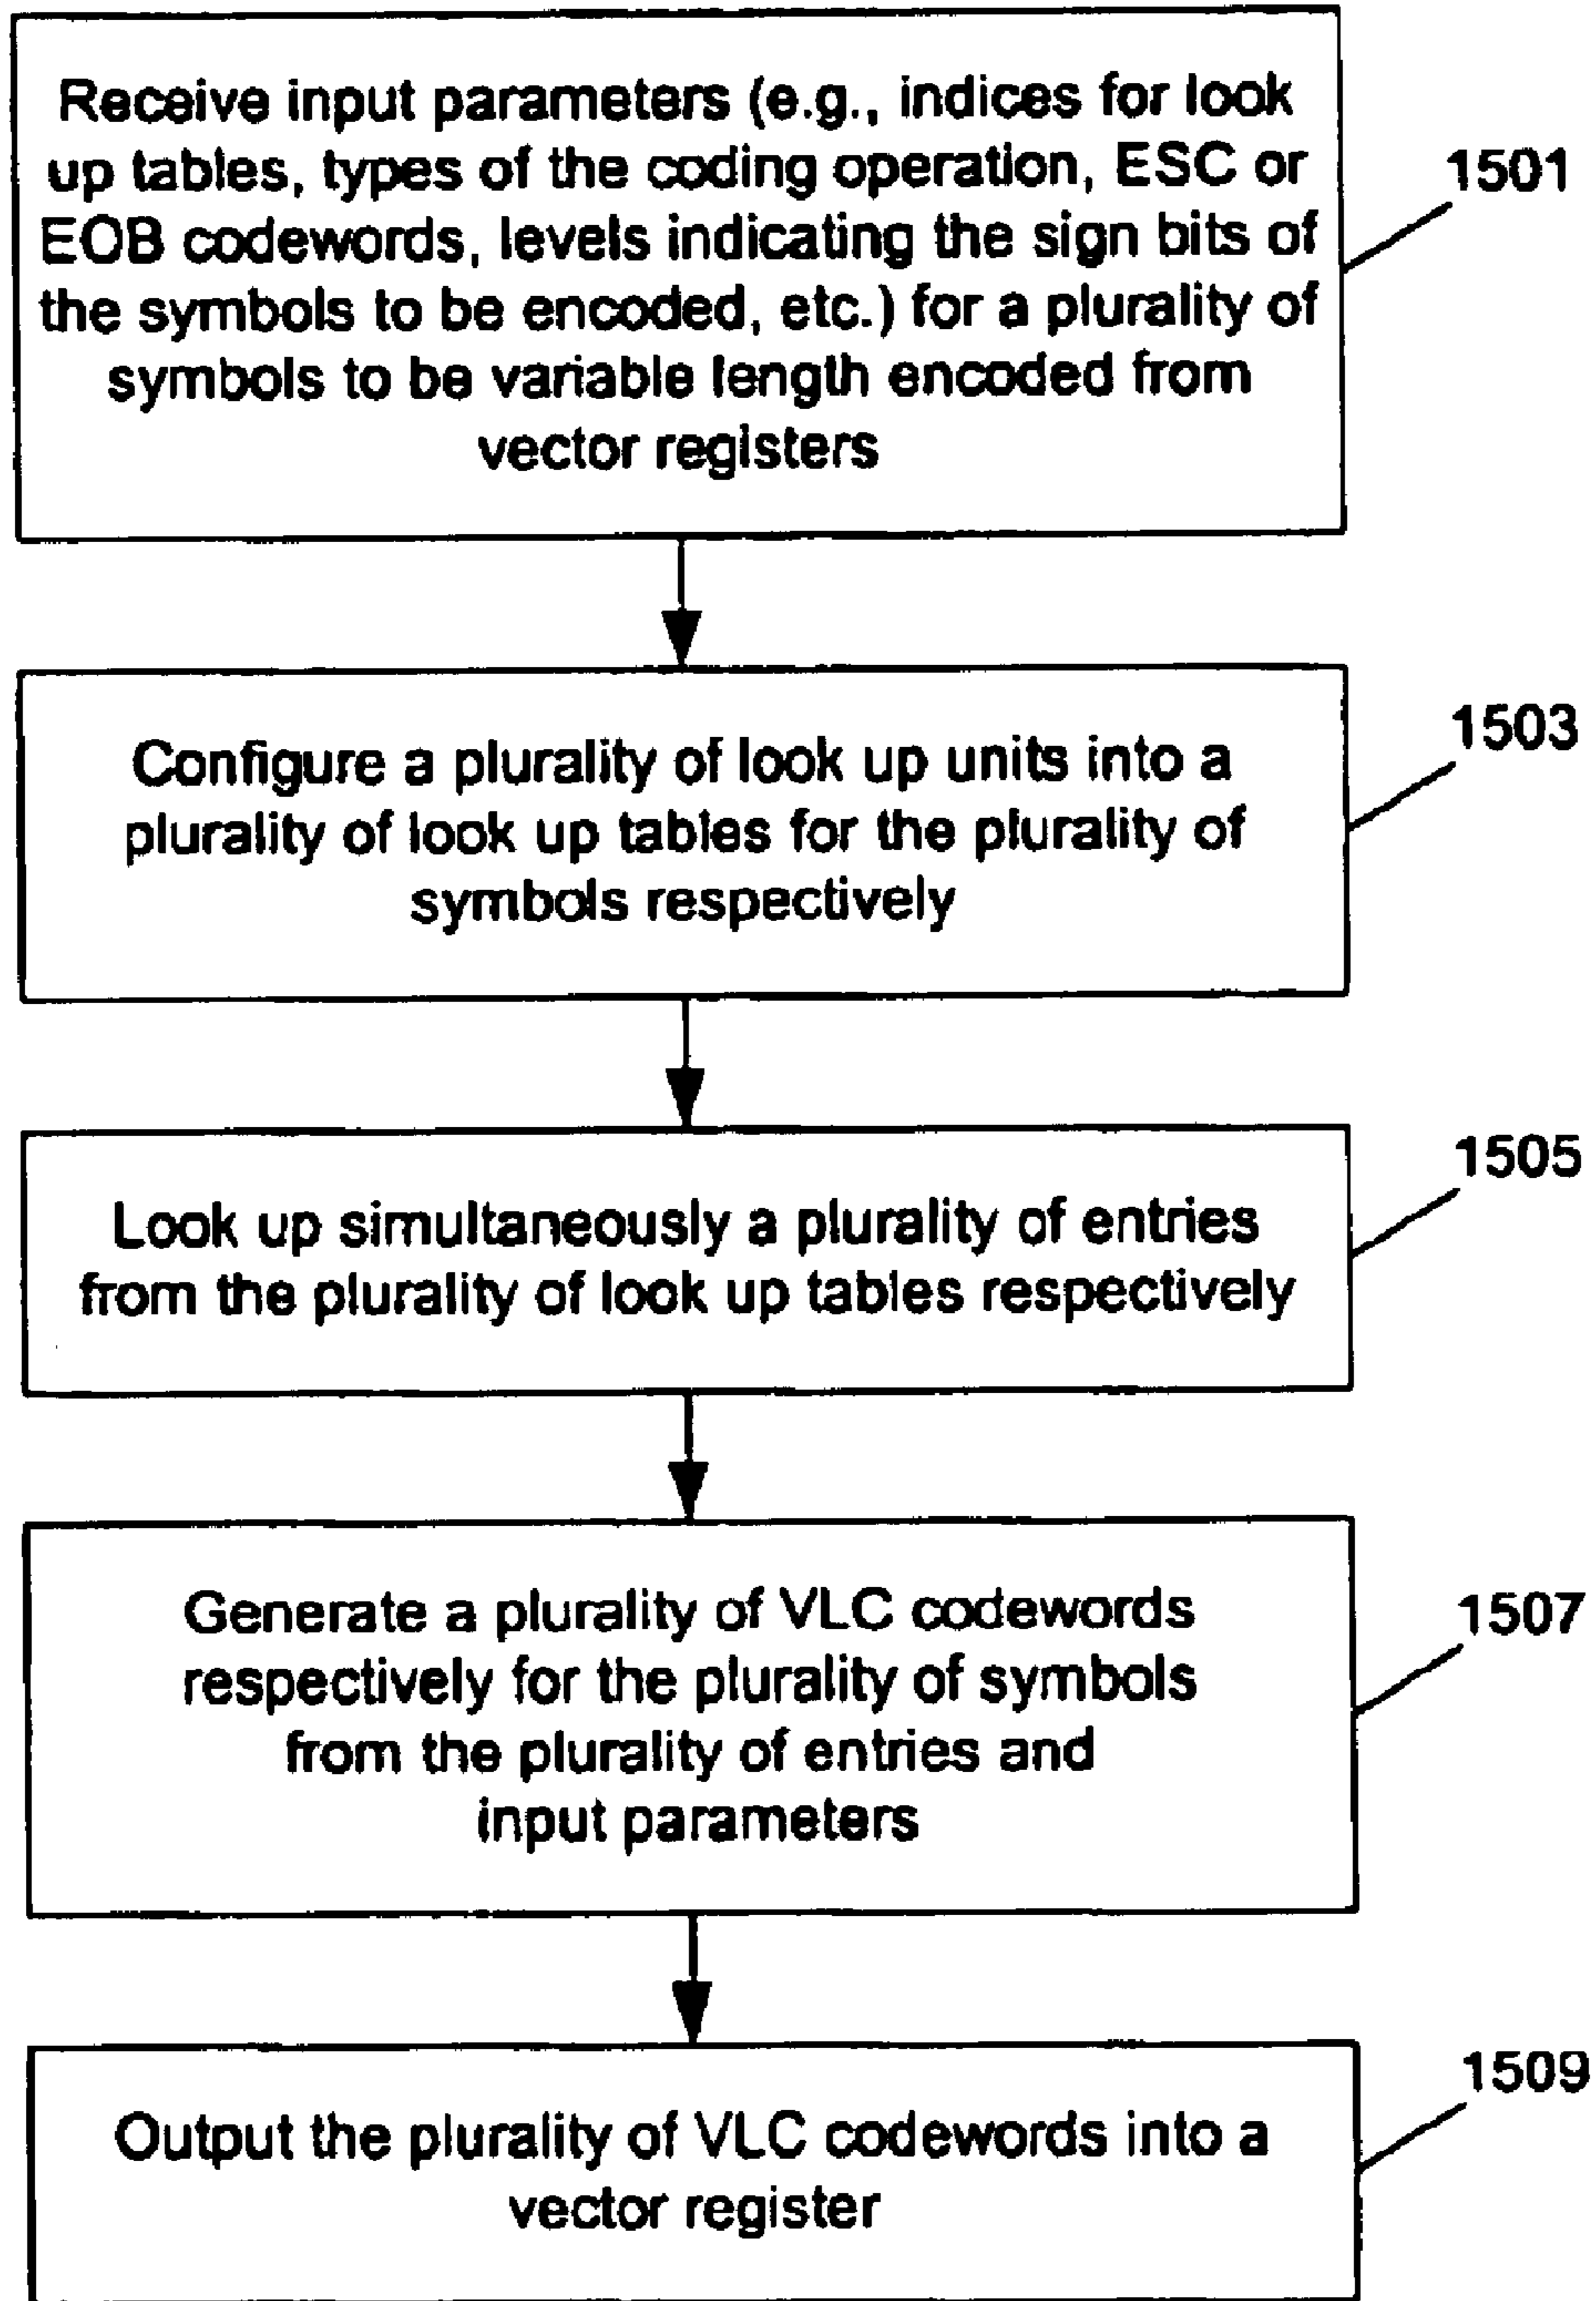 Receive input parameters (e.g., indices for look
up tables, types of the coding operation, ESC or
EOB codewords, levels indicating the sign bits of
the symbols to be encoded, etc.) for a plurality of
symbols to be variable length encoded from
vector registers
1501
Configure a plurality of look up units into a
plurality of look up tables for the plurality of
symbols respectively
1503
Look up simultaneously a plurality of entries
from the plurality of look up tables respectively
1505
Generate a plurality of VLC codewords
respectively for the plurality of symbols
from the plurality of entries and
input parameters
1507
Output the plurality of VLC codewords into a
vector register
1509